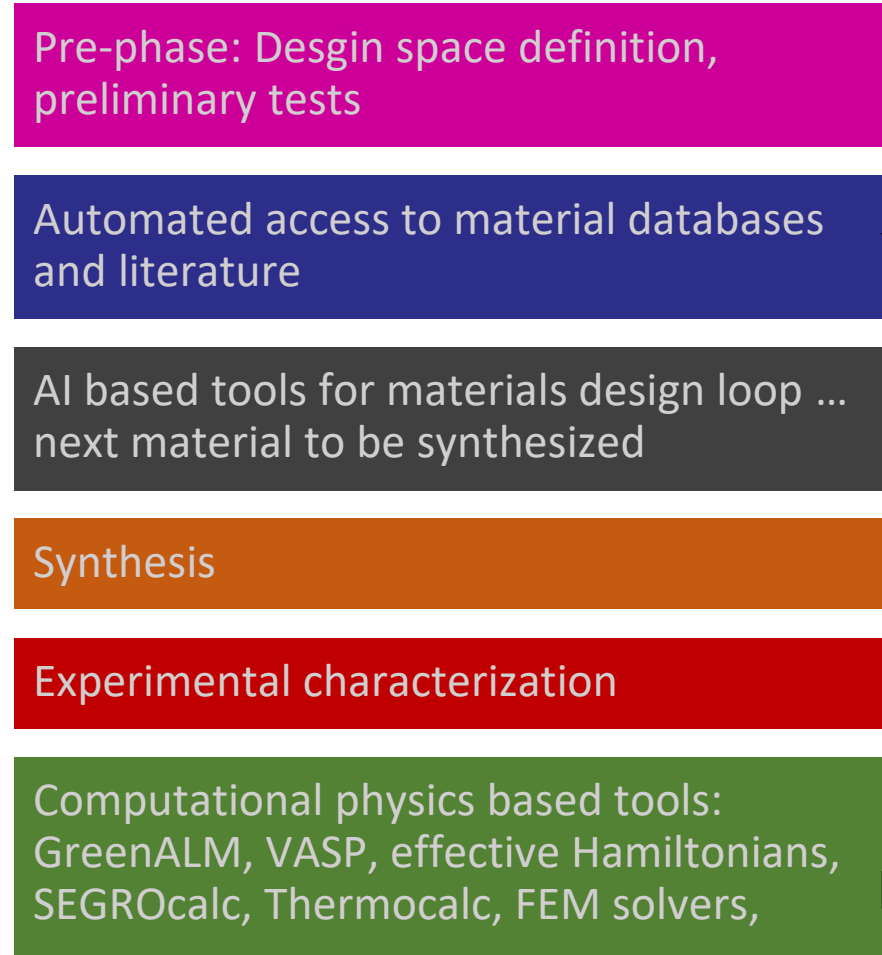 Pre-phase: Desgin space definition,
preliminary tests
Automated access to material databases
and literature
AI based tools for materials design loop …
next material to be synthesized
Synthesis
Experimental characterization
Computational physics based tools:
GreenALM, VASP, effective Hamiltonians,
SEGROcalc, Thermocalc, FEM solvers,